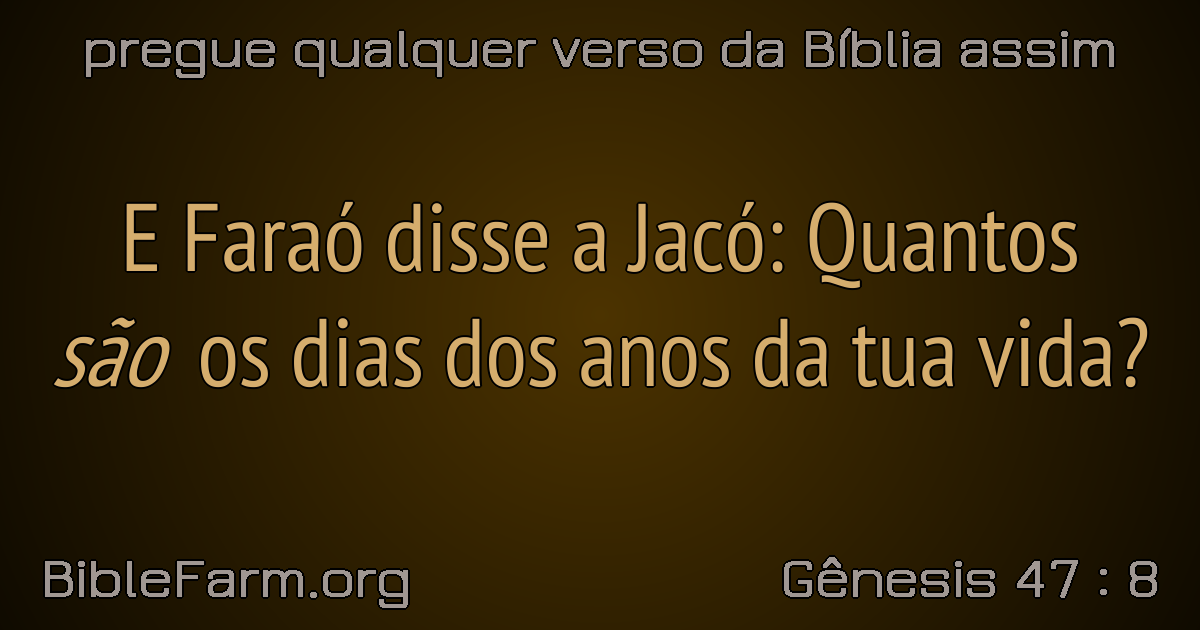 pregue qualquer verso da Bíblia assim
E Faraó disse a Jacó: Quantos
são os dias dos anos da tua vida?
BibleFarm.org
Gênesis 47 : 8